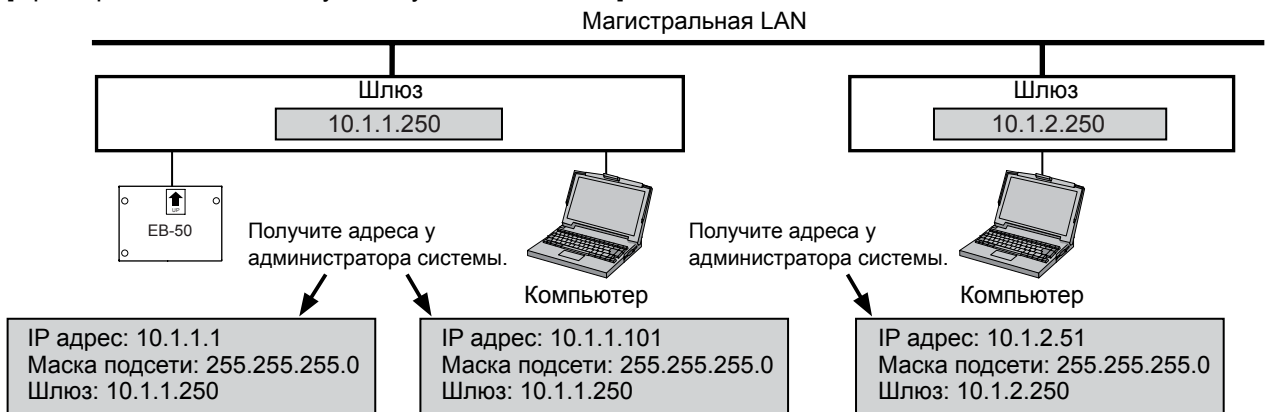 Магистральная LAN
Шлюз
10.1.1.250
Шлюз
10.1.2.250
UP
EB-50
Получите адреса у
администратора системы.
Получите адреса у
администратора системы.
Компьютер
Компьютер
IP адрес: 10.1.1.1
Маска подсети: 255.255.255.0
Шлюз: 10.1.1.250
IP адрес: 10.1.1.101
Маска подсети: 255.255.255.0
Шлюз: 10.1.1.250
IP адрес: 10.1.2.51
Маска подсети: 255.255.255.0
Шлюз: 10.1.2.250